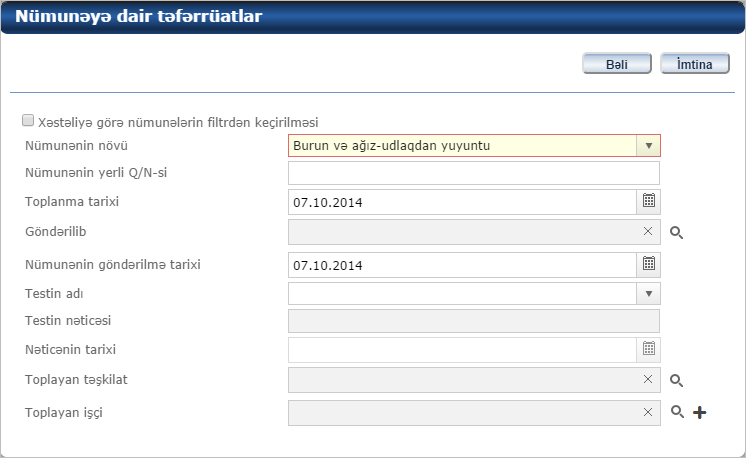 Nümunəyə dair təfərrüatlar
Bəli
İmtina
Xəstəliyə görə nümunələrin filtrdən keçirilməsi
Nümunənin növü
Burun və ağız-udlaqdan yuyuntu
Nümunənin yerli Q/N-si
Toplanma tarixi
07.10.2014
Göndərilib
Nümunənin göndərilmə tarixi
07.10.2014
Testin adı
Testin nəticəsi
Nəticənin tarixi
Toplayan təşkilat
Toplayan işçi